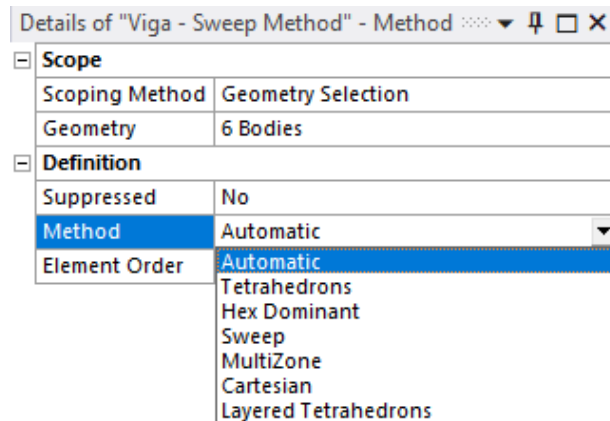 Details of "Viga - Sweep Method" - Method
Scope
Scoping Method Geometry Selection
Geometry 6 Bodies
Definition
Suppressed No
Method Automatic
Element Order Automatic
Tetrahedrons
Hex Dominant
Sweep
MultiZone
Cartesian
Layered Tetrahedrons